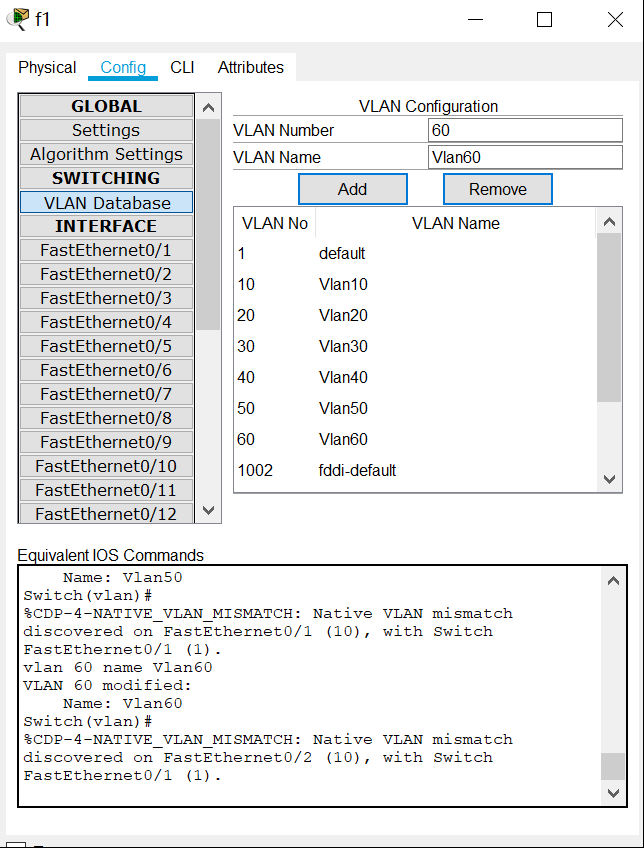 f1
Physical Config CLI Attributes
GLOBAL
Settings
Algorithm Settings
SWITCHING
VLAN Database
INTERFACE
FastEthernet0/1
FastEthernet0/2
FastEthernet0/3
FastEthernet0/4
FastEthernet0/5
FastEthernet0/6
FastEthernet0/7
FastEthernet0/8
FastEthernet0/9
FastEthernet0/10
FastEthernet0/11
FastEthernet0/12
VLAN Configuration
VLAN Number 60
VLAN Name Vlan60
Add Remove
VLAN No VLAN Name
1 default
10 Vlan10
20 Vlan20
30 Vlan30
40 Vlan40
50 Vlan50
60 Vlan60
1002 fddi-default
Equivalent IOS Commands
Name: Vlan50
Switch(vlan)#
%CDP-4-NATIVE_VLAN_MISMATCH: Native VLAN mismatch
discovered on FastEthernet0/1 (10), with Switch
FastEthernet0/1 (1).
vlan 60 name Vlan60
VLAN 60 modified:
Name: Vlan60
Switch(vlan)#
%CDP-4-NATIVE_VLAN_MISMATCH: Native VLAN mismatch
discovered on FastEthernet0/2 (10), with Switch
FastEthernet0/1 (1).